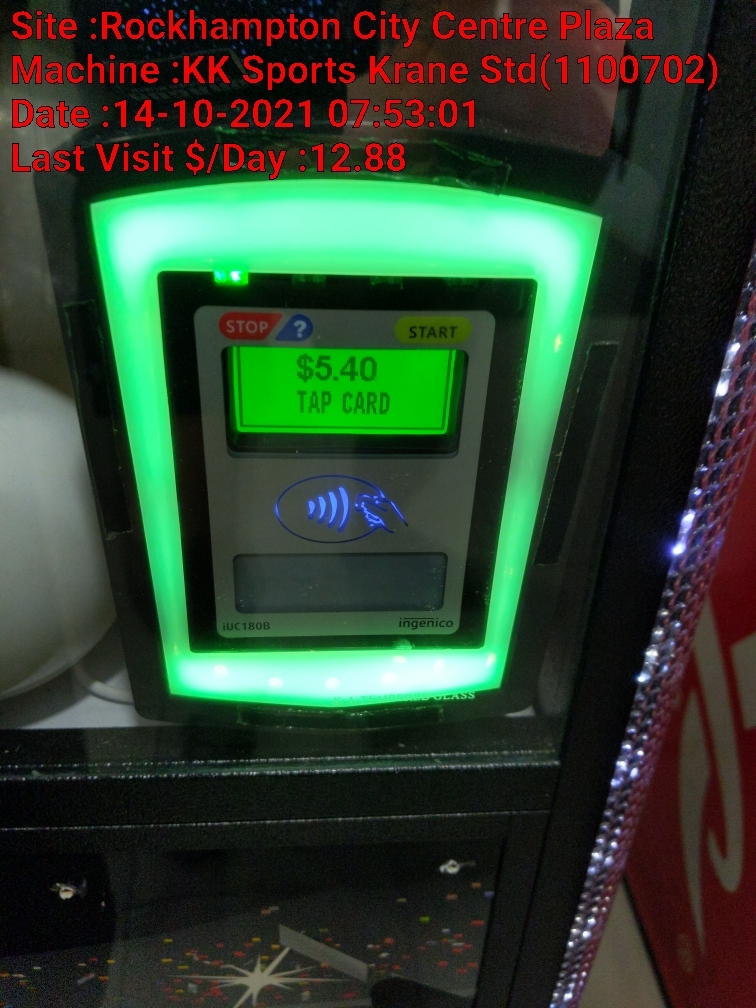 Site :Rockhampton City Centre Plaza
Machine :KK Sports Krane Std(1100702)
Date :14-10-2021 07:53:01
Last Visit $/Day :12.88
STOP ? START
$5.40
TAP CARD
iUC180B ingenico
GLASS